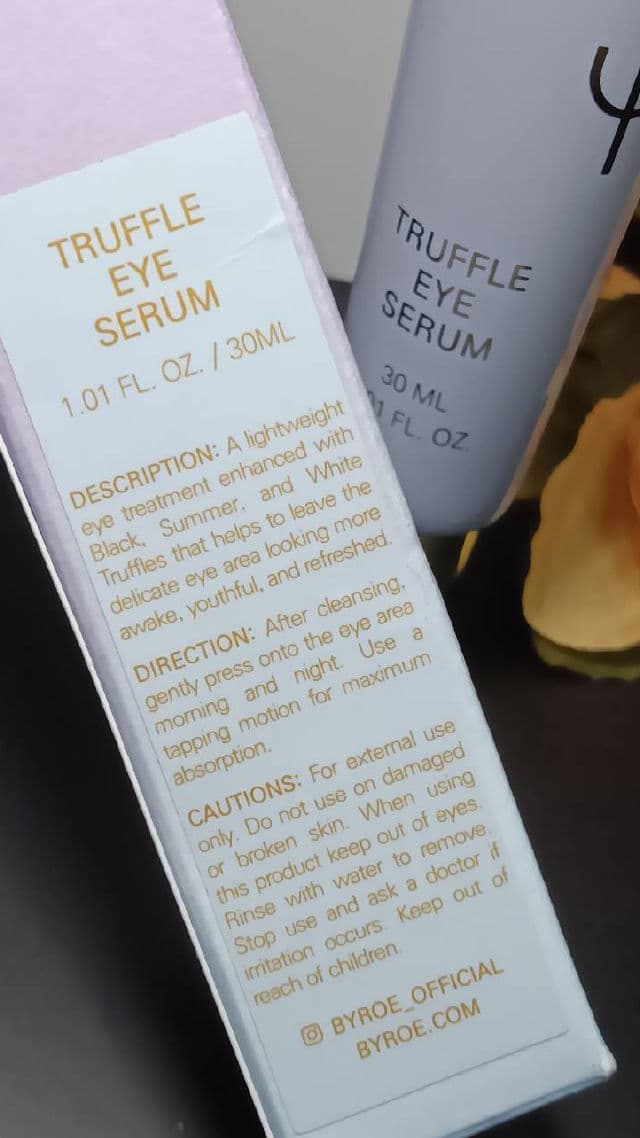 TRUFFLE
EYE
SERUM
1.01 FL. OZ. / 30ML
DESCRIPTION: A lightweight
eye treatment enhanced with
Black, Summer, and White
Truffles that helps to leave the
delicate eye area looking more
awake, youthful, and refreshed.
DIRECTION: After cleansing,
gently press onto the eye area
morning and night. Use a
tapping motion for maximum
absorption.
CAUTIONS: For external use
only. Do not use on damaged
or broken skin. When using
this product keep out of eyes.
Rinse with water to remove.
Stop use and ask a doctor if
irritation occurs. Keep out of
reach of children.
BYROE_OFFICIAL
BYROE.COM
TRUFFLE
EYE
SERUM
30 ML
01 FL. OZ